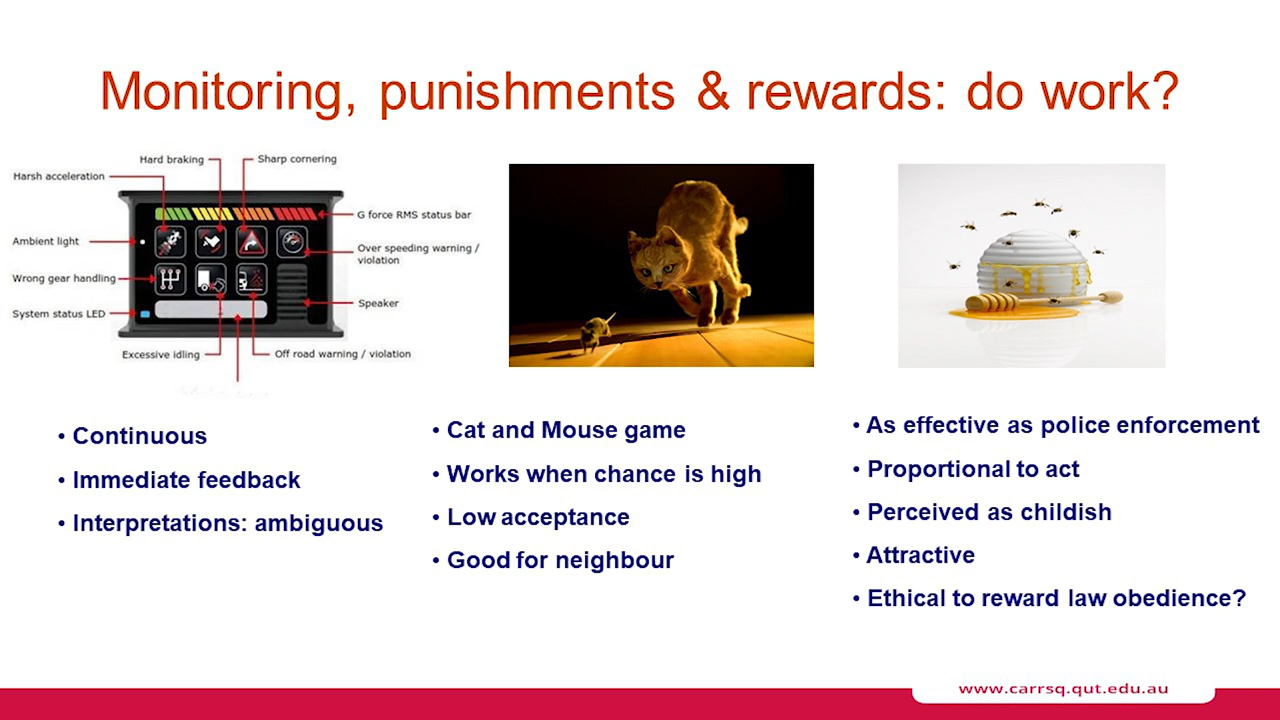 Monitoring, punishments & rewards: do work?
Hard braking
Sharp cornering
Harsh acceleration
G force RMS status bar
Ambient light
Over speeding warning /
violation
Wrong gear handling
Speaker
System status LED
Excessive idling
Off road warning / violation
• Continuous
• Immediate feedback
• Interpretations: ambiguous
• Cat and Mouse game
• Works when chance is high
• Low acceptance
• Good for neighbour
• As effective as police enforcement
• Proportional to act
• Perceived as childish
• Attractive
• Ethical to reward law obedience?
www.carrsq.qut.edu.au